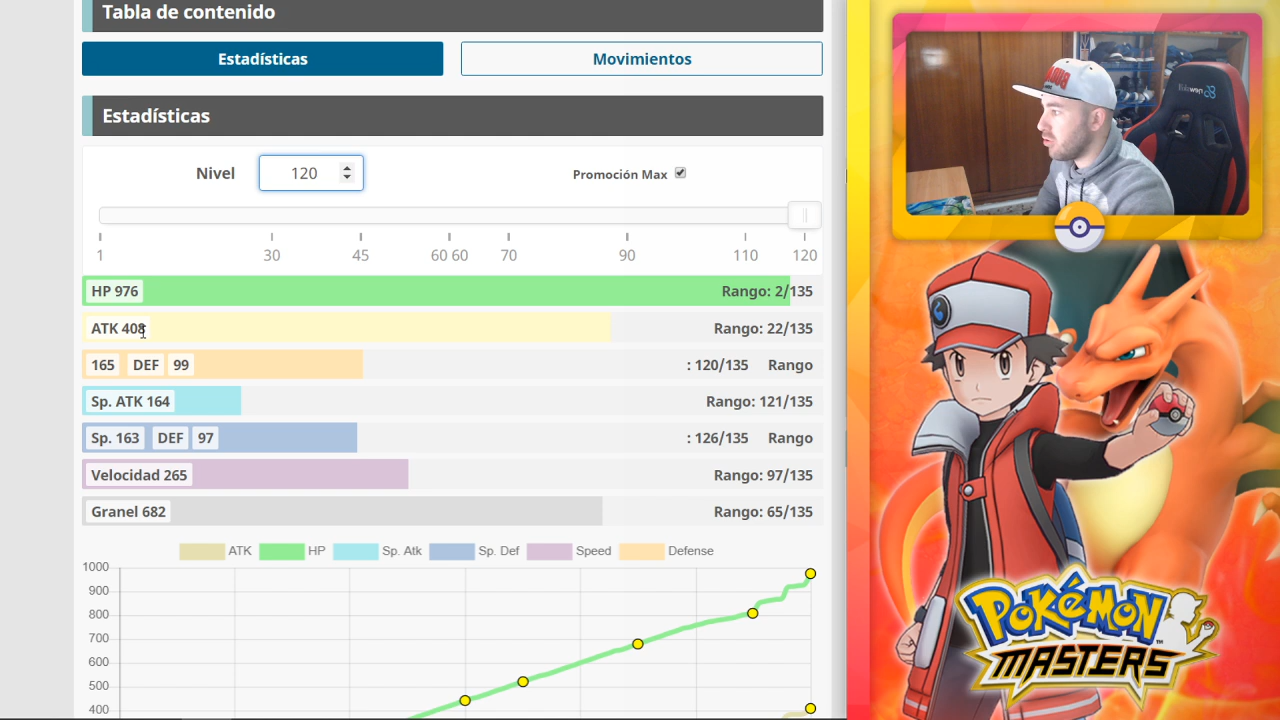 Tabla de contenido
Estadísticas Movimientos
Estadísticas
Nivel 120 Promoción Max
1 30 45 60 60 70 90 110 120
HP 976 Rango: 2/135
ATK 408 Rango: 22/135
165 DEF 99 : 120/135 Rango
Sp. ATK 164 Rango: 121/135
Sp. 163 DEF 97 : 126/135 Rango
Velocidad 265 Rango: 97/135
Granel 682 Rango: 65/135
ATK HP Sp. Atk Sp. Def Speed Defense
1000
900
800
700
600
500
400
POKéMON
MASTERS